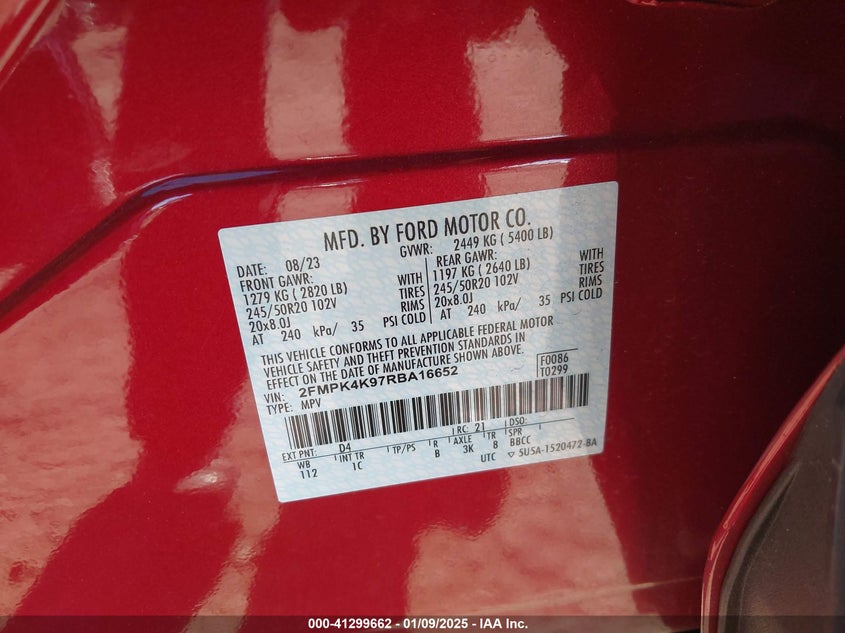 MFD. BY FORD MOTOR CO.
DATE: 08/23 GVWR: 2449 KG ( 5400 LB)
FRONT GAWR: REAR GAWR:
1279 KG ( 2820 LB) WITH 1197 KG ( 2640 LB) WITH
245/50R20 102V TIRES 245/50R20 102V TIRES
20x8.0J RIMS 20x8.0J RIMS
AT 240 kPa/ 35 PSI COLD AT 240 kPa/ 35 PSI COLD
THIS VEHICLE CONFORMS TO ALL APPLICABLE FEDERAL MOTOR
VEHICLE SAFETY AND THEFT PREVENTION STANDARDS IN
EFFECT ON THE DATE OF MANUFACTURE SHOWN ABOVE.
VIN: 2FMPK4K97RBA16652 F0086
TYPE: MPV T0299
EXT PNT: D4 RC: 21 DSO:
WB INT TR TP/PS R AXLE TR SPR
112 1C B 3K B BBCC
UTC ▽ 5U5A-1520472-BA
000-41299662 - 01/09/2025 - IAA Inc.